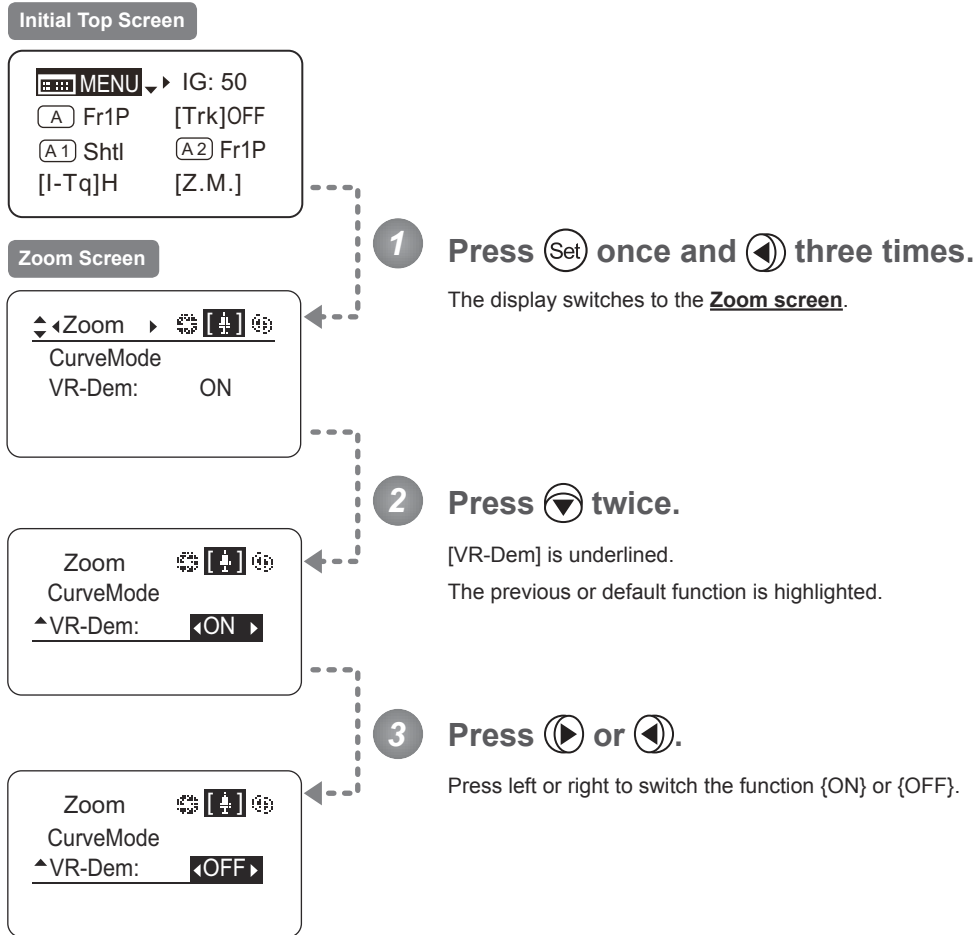 Initial Top Screen
MENU IG: 50
A Fr1P [Trk]OFF
A1 Shtl A2 Fr1P
[I-Tq]H [Z.M.]
1 Press Set once and three times.
The display switches to the Zoom screen.
Zoom Screen
Zoom
CurveMode
VR-Dem: ON
2 Press twice.
[VR-Dem] is underlined.
The previous or default function is highlighted.
Zoom
CurveMode
VR-Dem: ON
3 Press or .
Press left or right to switch the function {ON} or {OFF}.
Zoom
CurveMode
VR-Dem: OFF